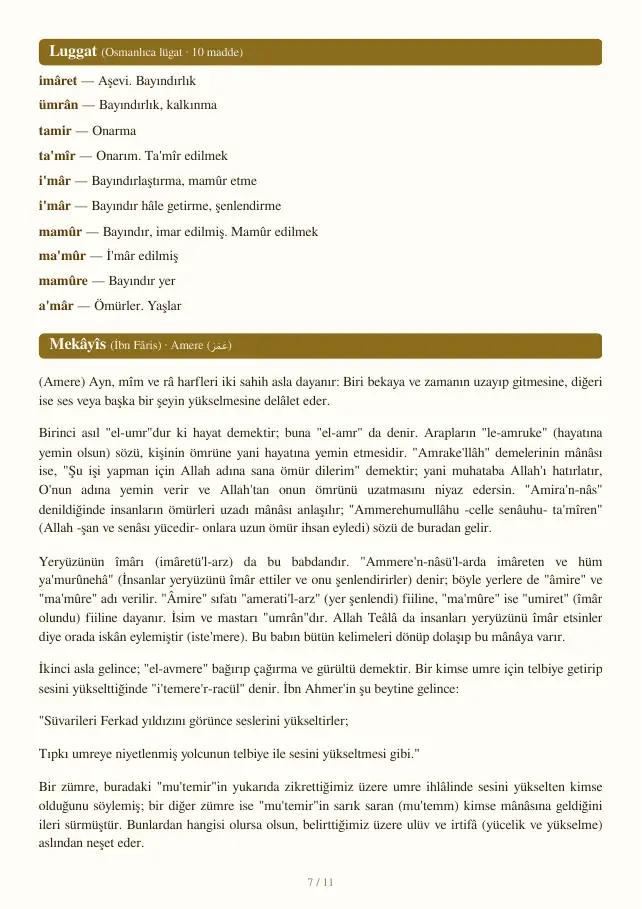 Luggat (Osmanlıca lügat · 10 madde)
imâret — Aşevi. Bayındırlık
ümrân — Bayındırlık, kalkınma
tamir — Onarma
ta'mîr — Onarım. Ta'mîr edilmek
i'mâr — Bayındırlaştırma, mamûr etme
i'mâr — Bayındır hâle getirme, şenlendirme
mamûr — Bayındır, imar edilmiş. Mamûr edilmek
ma'mûr — İ'mâr edilmiş
mamûre — Bayındır yer
a'mâr — Ömürler. Yaşlar
Mekâyîs (İbn Fâris) · Amere (عَمَرَ)
(Amere) Ayn, mîm ve râ harfleri iki sahih asla dayanır: Biri bekaya ve zamanın uzayıp gitmesine, diğeri
ise ses veya başka bir şeyin yükselmesine delâlet eder.
Birinci asıl "el-umr"dur ki hayat demektir; buna "el-amr" da denir. Arapların "le-amruke" (hayatına
yemin olsun) sözü, kişinin ömrüne yani hayatına yemin etmesidir. "Amrake'llâh" demelerinin mânâsı
ise, "Şu işi yapman için Allah adına sana ömür dilerim" demektir; yani muhataba Allah'ı hatırlatır,
O'nun adına yemin verir ve Allah'tan onun ömrünü uzatmasını niyaz edersin. "Amira'n-nâs"
denildiğinde insanların ömürleri uzadı mânâsı anlaşılır; "Ammerehumullâhu -celle senâuhu- ta'mîren"
(Allah -şan ve senâsı yücedir- onlara uzun ömür ihsan eyledi) sözü de buradan gelir.
Yeryüzünün îmârı (imâretü'l-arz) da bu babdandır. "Ammere'n-nâsü'l-arda imâreten ve hüm
ya'murûnehâ" (İnsanlar yeryüzünü îmâr ettiler ve onu şenlendirirler) denir; böyle yerlere de "âmire" ve
"ma'mûre" adı verilir. "Âmire" sıfatı "amerati'l-arz" (yer şenlendi) fiiline, "ma'mûre" ise "umiret" (îmâr
olundu) fiiline dayanır. İsim ve mastarı "umrân"dır. Allah Teâlâ da insanları yeryüzünü îmâr etsinler
diye orada iskân eylemiştir (iste'mere). Bu babın bütün kelimeleri dönüp dolaşıp bu mânâya varır.
İkinci asla gelince; "el-avmere" bağırıp çağırma ve gürültü demektir. Bir kimse umre için telbiye getirip
sesini yükselttiğinde "i'temere'r-racül" denir. İbn Ahmer'in şu beytine gelince:
"Süvarileri Ferkad yıldızını görünce seslerini yükseltirler;
Tıpkı umreye niyetlenmiş yolcunun telbiye ile sesini yükseltmesi gibi."
Bir zümre, buradaki "mu'temir"in yukarıda zikrettiğimiz üzere umre ihlâlinde sesini yükselten kimse
olduğunu söylemiş; bir diğer zümre ise "mu'temir"in sarık saran (mu'temm) kimse mânâsına geldiğini
ileri sürmüştür. Bunlardan hangisi olursa olsun, belirttiğimiz üzere ulüv ve irtifâ (yücelik ve yükselme)
aslından neşet eder.
7 / 11